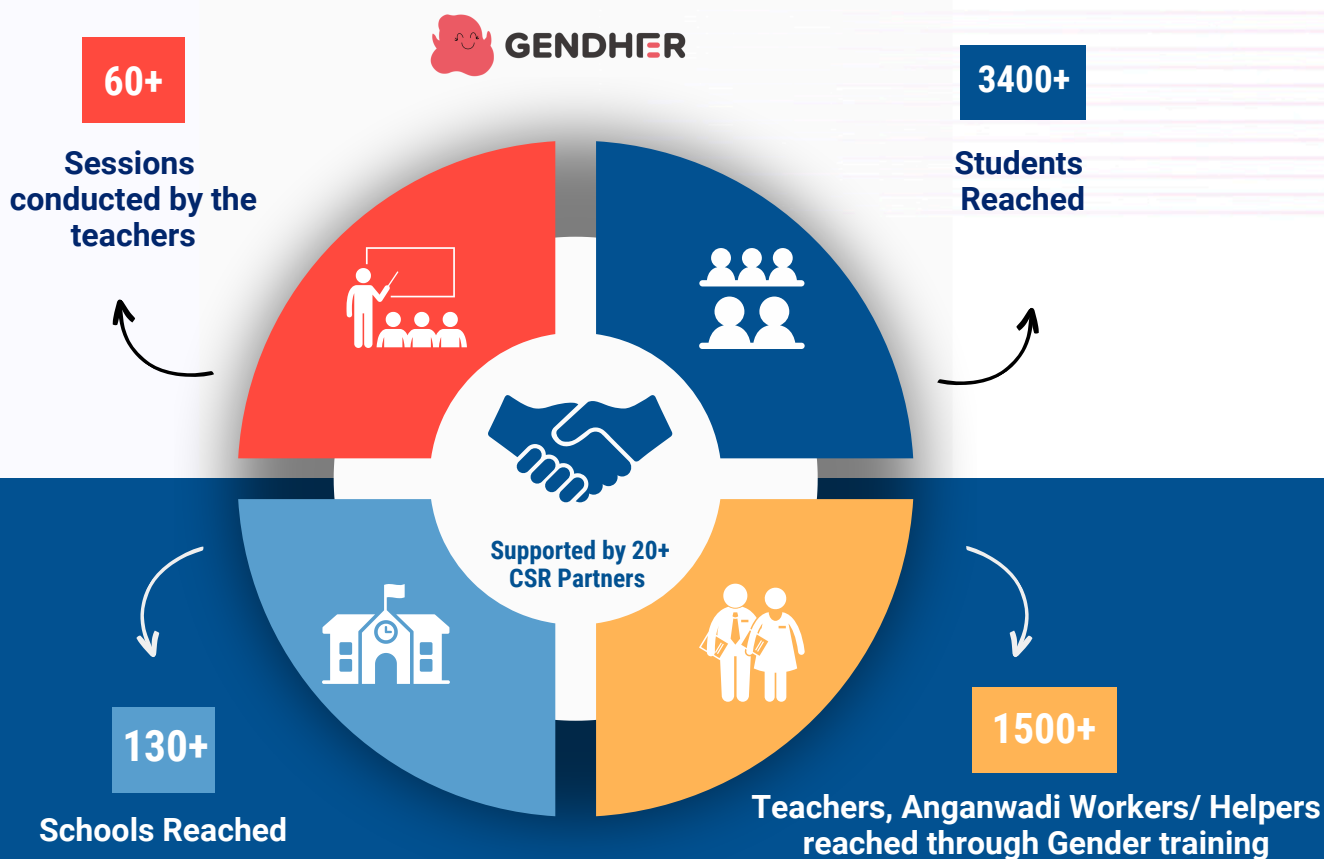 GENDHER
60+
Sessions
conducted by the
teachers
3400+
Students
Reached
Supported by 20+
CSR Partners
130+
Schools Reached
1500+
Teachers, Anganwadi Workers/ Helpers
reached through Gender training